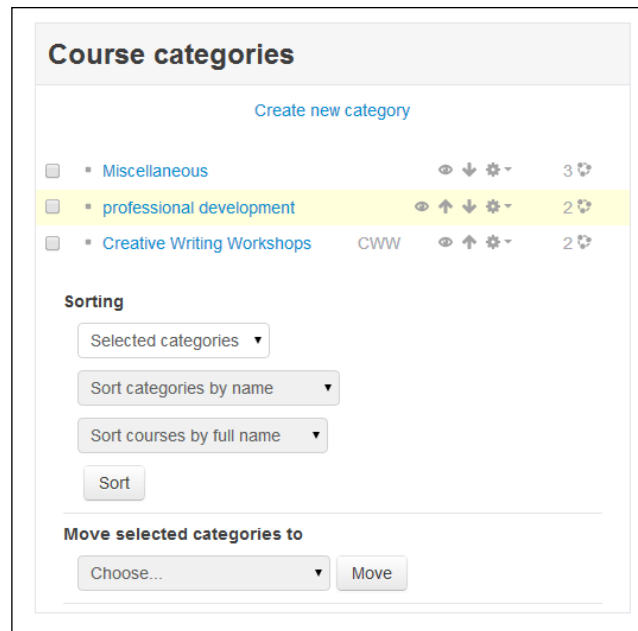 Course categories
Create new category
Miscellaneous 3
professional development 2
Creative Writing Workshops CWW 2
Sorting
Selected categories
Sort categories by name
Sort courses by full name
Sort
Move selected categories to
Choose... Move